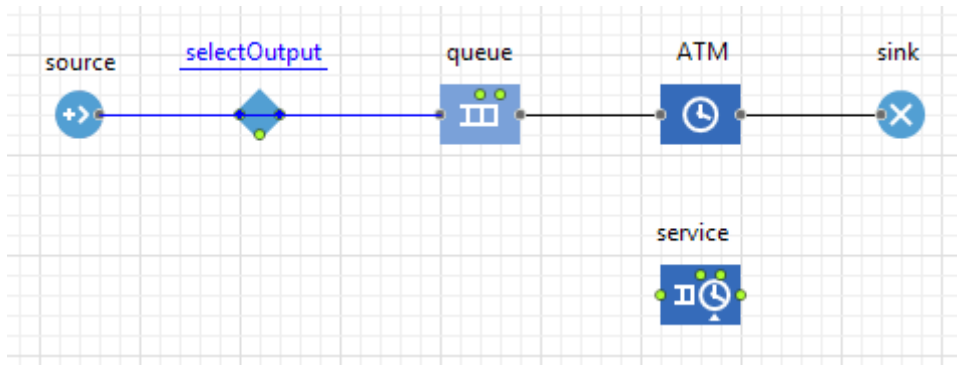 source
selectOutput
queue
ATM
sink
service